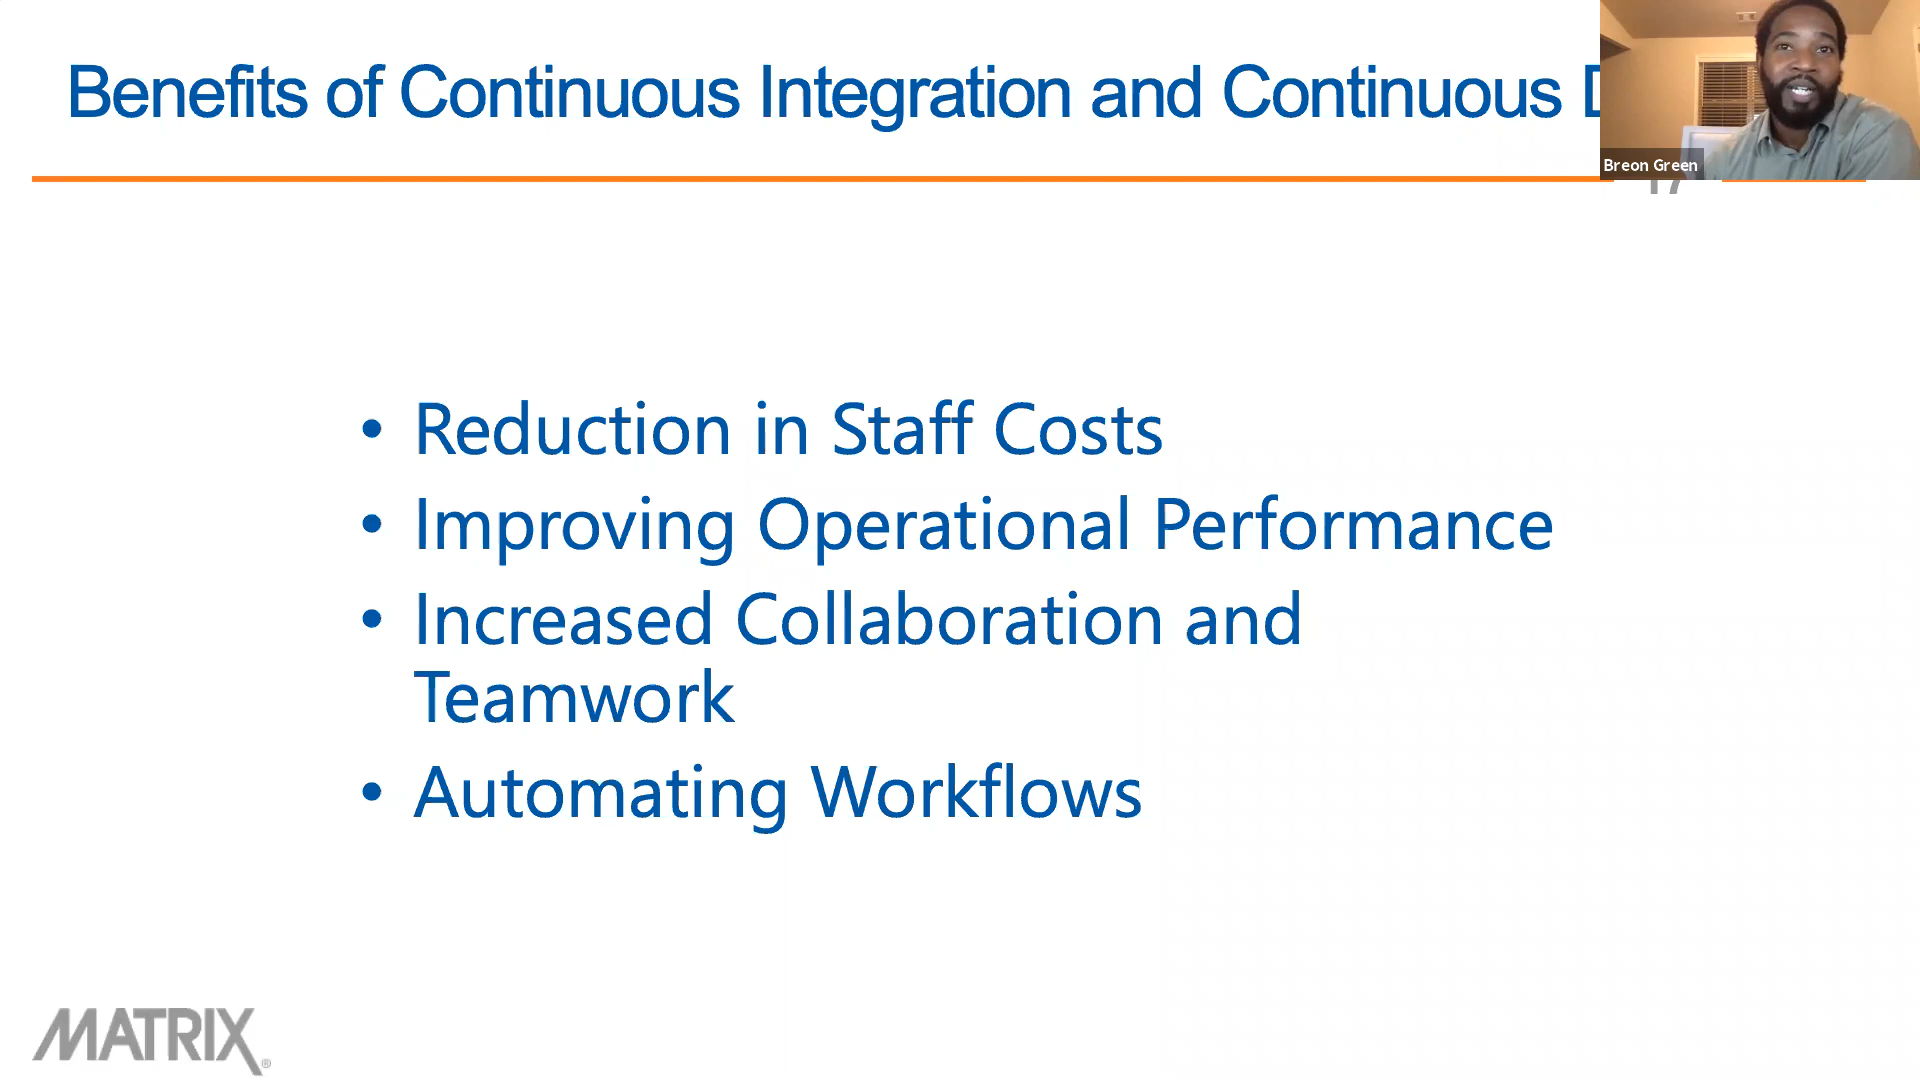 Benefits of Continuous Integration and Continuous
Breon Green
17
• Reduction in Staff Costs
• Improving Operational Performance
• Increased Collaboration and
Teamwork
• Automating Workflows
MATRIX®